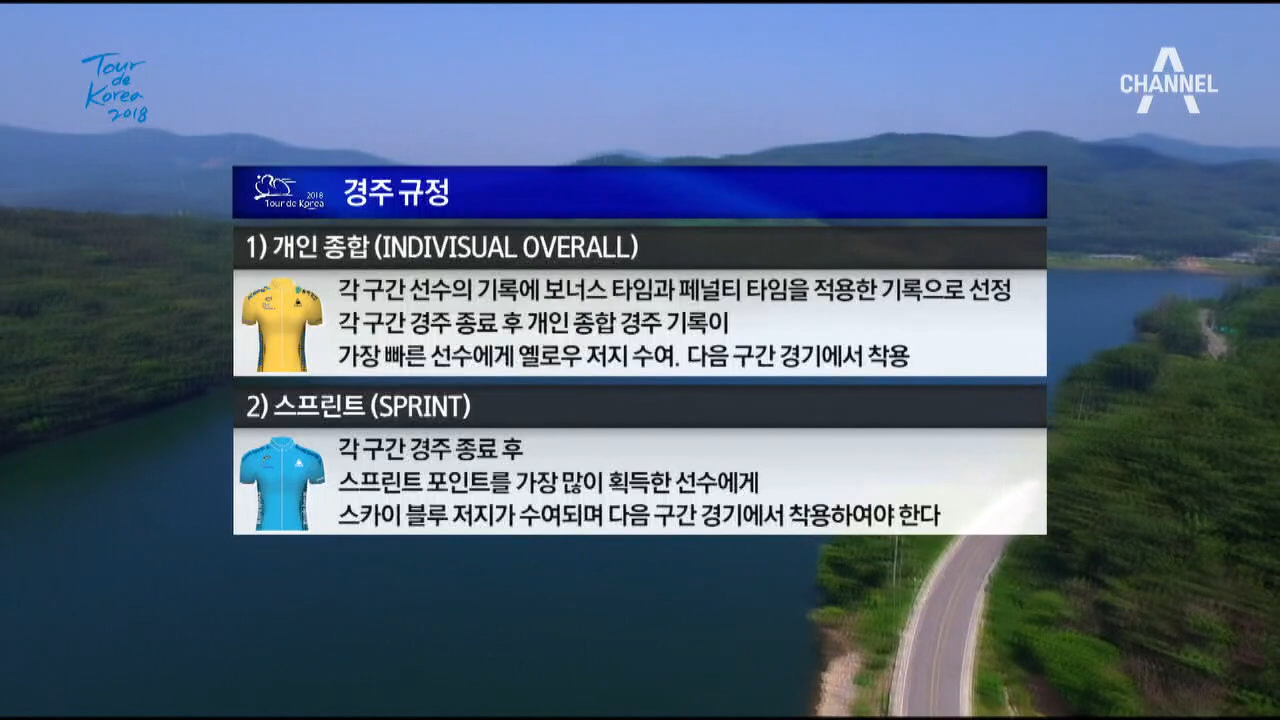 Tour
de
Korea
2018
CHANNEL A
2018
Tour de Korea
경주 규정
1) 개인 종합 (INDIVISUAL OVERALL)
각 구간 선수의 기록에 보너스 타임과 페널티 타임을 적용한 기록으로 선정
각 구간 경주 종료 후 개인 종합 경주 기록이
가장 빠른 선수에게 옐로우 저지 수여. 다음 구간 경기에서 착용
2) 스프린트 (SPRINT)
각 구간 경주 종료 후
스프린트 포인트를 가장 많이 획득한 선수에게
스카이 블루 저지가 수여되며 다음 구간 경기에서 착용하여야 한다